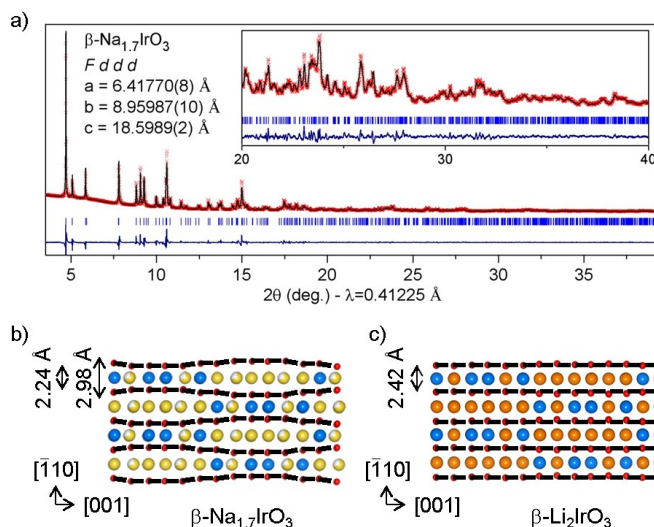 a)
β-Na1.7IrO3
F d d d
a = 6.41770(8) Å
b = 8.95987(10) Å
c = 18.5989(2) Å
20 30 40
5 10 15 20 25 30 35
2θ (deg.) - λ=0.41225 Å
b)
c)
2.24 Å
2.98 Å
2.42 Å
[1̄10]
[001]
β-Na1.7IrO3
[1̄10]
[001]
β-Li2IrO3